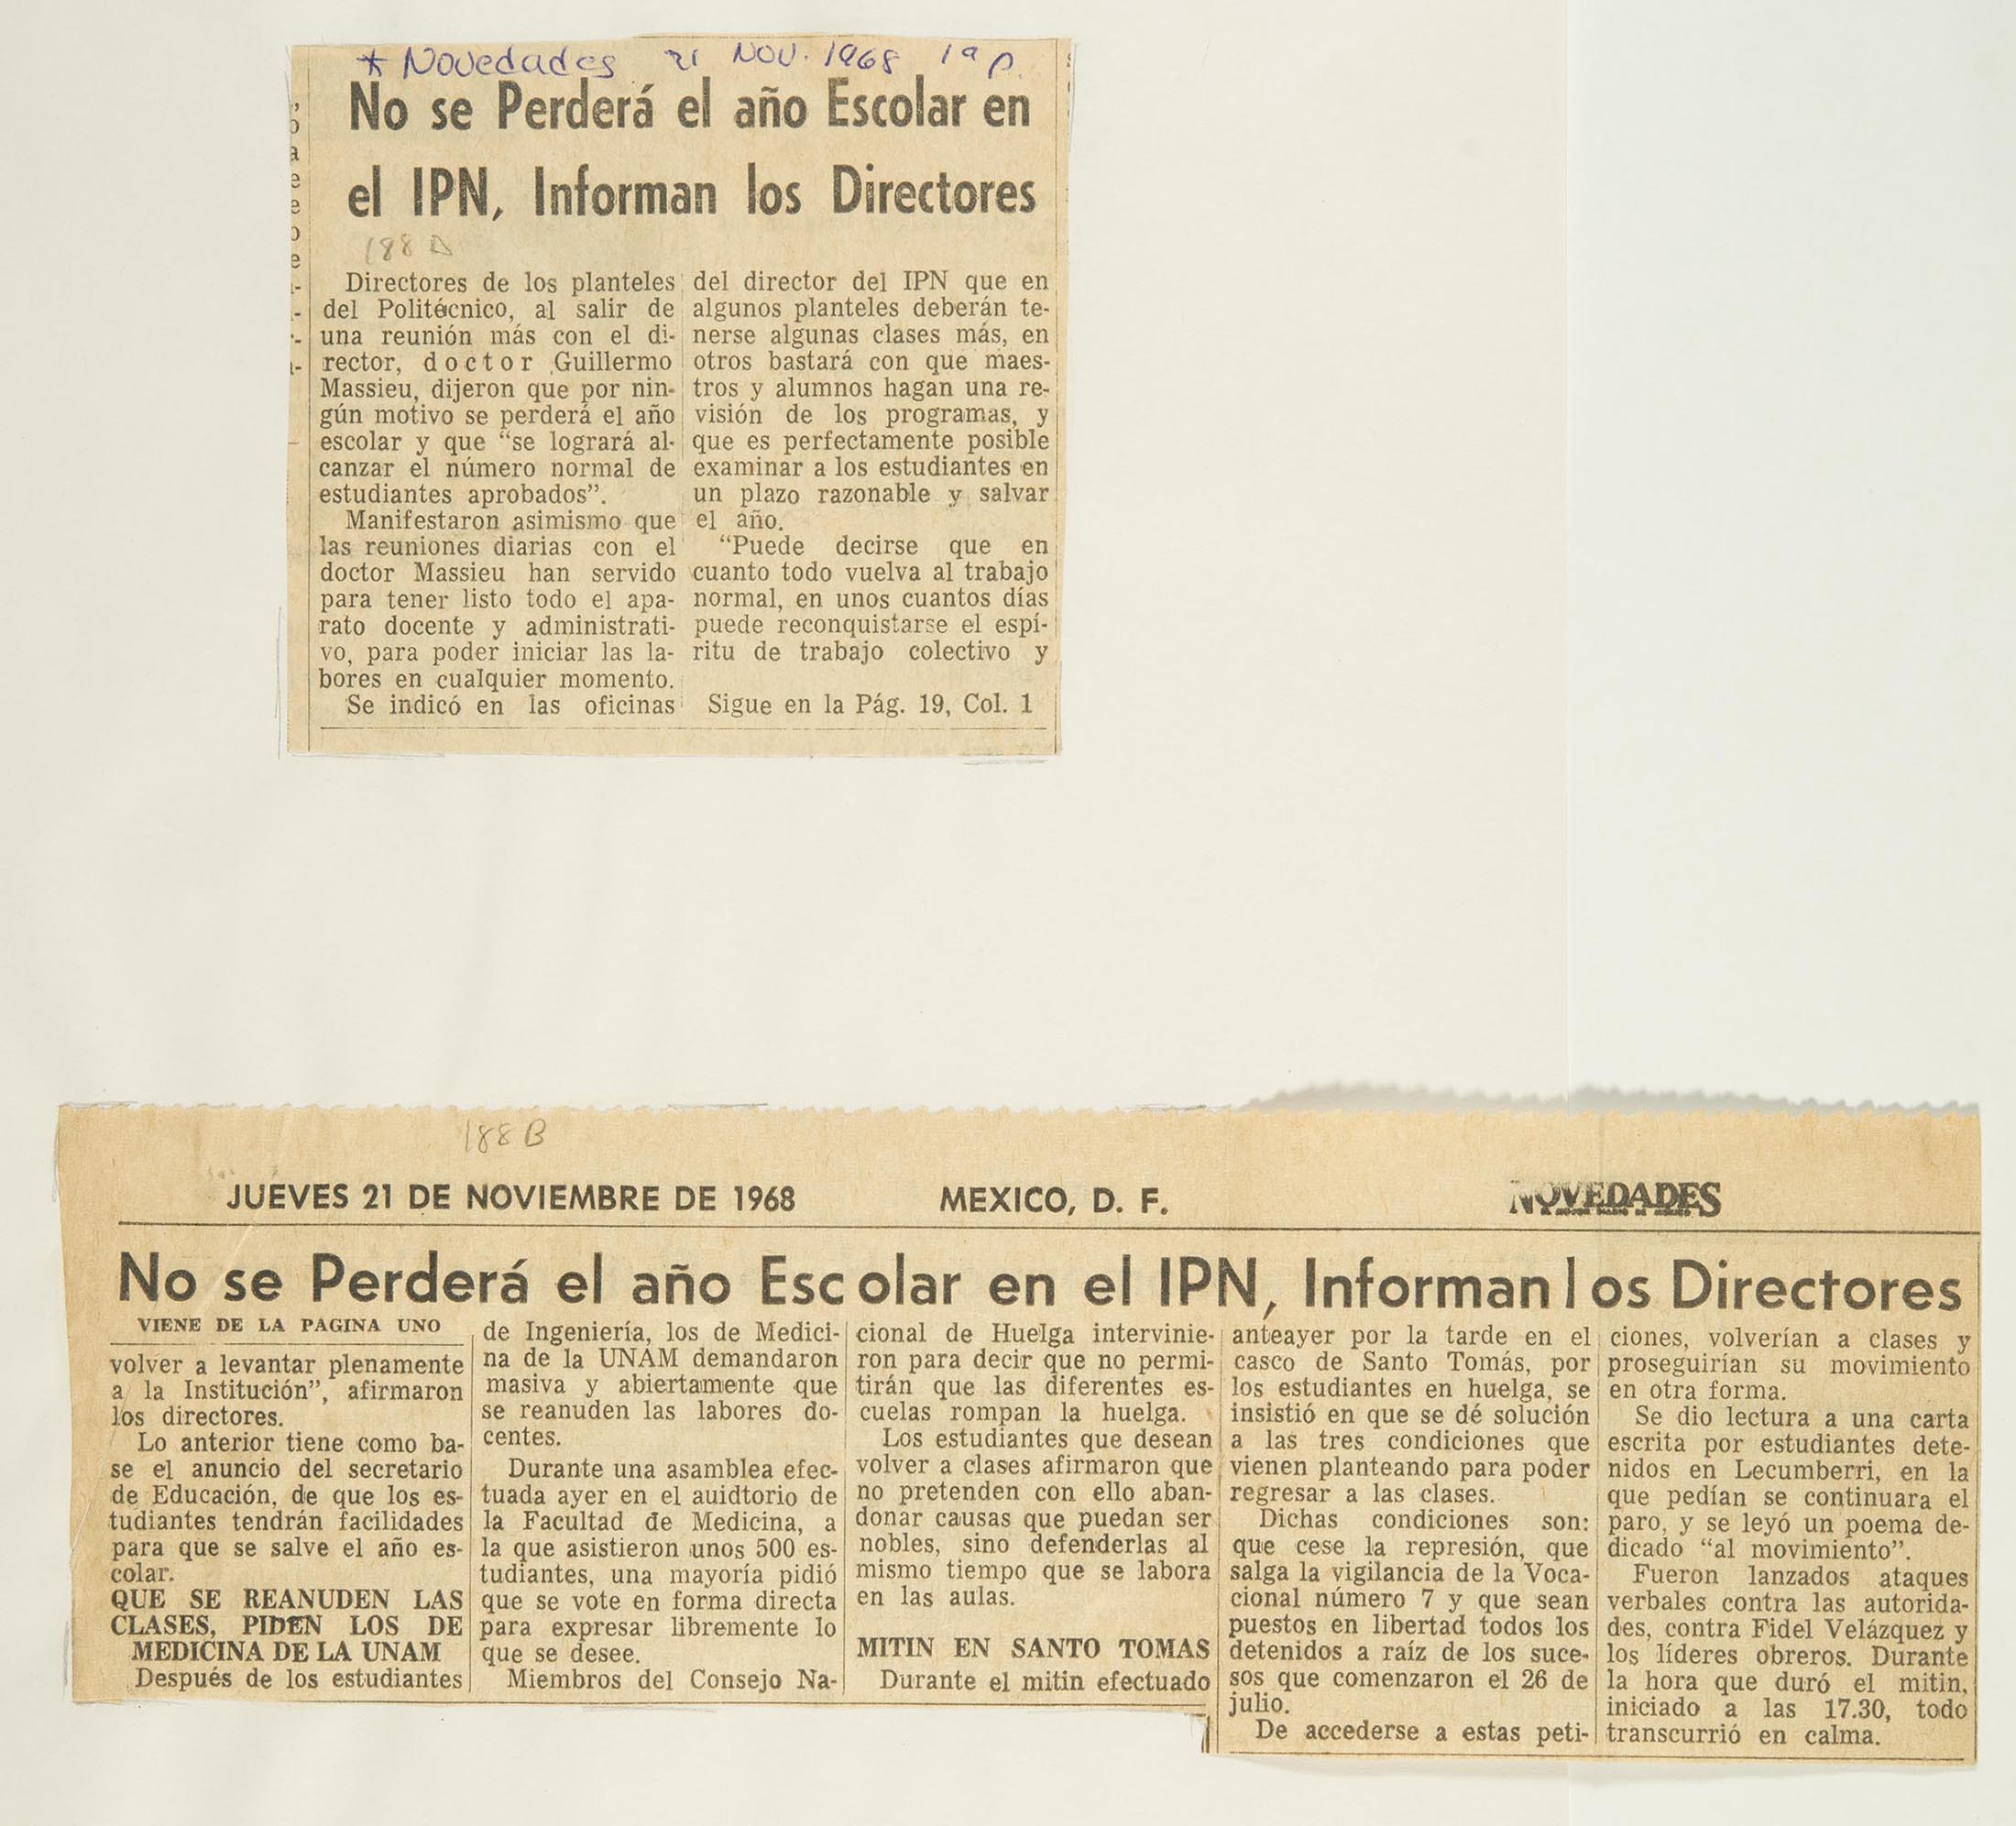 * Novedades 21 NOV. 1968 1ª p.
No se Perderá el año Escolar en
el IPN, Informan los Directores
188 B
Directores de los planteles
del Politécnico, al salir de
una reunión más con el di-
rector, doctor Guillermo
Massieu, dijeron que por nin-
gún motivo se perderá el año
escolar y que “se logrará al-
canzar el número normal de
estudiantes aprobados”.
Manifestaron asimismo que
las reuniones diarias con el
doctor Massieu han servido
para tener listo todo el apa-
rato docente y administrati-
vo, para poder iniciar las la-
bores en cualquier momento.
Se indicó en las oficinas
del director del IPN que en
algunos planteles deberán te-
nerse algunas clases más, en
otros bastará con que maes-
tros y alumnos hagan una re-
visión de los programas, y
que es perfectamente posible
examinar a los estudiantes en
un plazo razonable y salvar
el año.
“Puede decirse que en
cuanto todo vuelva al trabajo
normal, en unos cuantos días
puede reconquistarse el espí-
ritu de trabajo colectivo y
Sigue en la Pág. 19, Col. 1
188 B
JUEVES 21 DE NOVIEMBRE DE 1968 MEXICO, D. F. NOVEDADES
No se Perderá el año Esc olar en el IPN, Informan l os Directores
VIENE DE LA PAGINA UNO
volver a levantar plenamente
a la Institución”, afirmaron
los directores.
Lo anterior tiene como ba-
se el anuncio del secretario
de Educación, de que los es-
tudiantes tendrán facilidades
para que se salve el año es-
colar.
QUE SE REANUDEN LAS
CLASES, PIDEN LOS DE
MEDICINA DE LA UNAM
Después de los estudiantes
de Ingeniería, los de Medici-
na de la UNAM demandaron
masiva y abiertamente que
se reanuden las labores do-
centes.
Durante una asamblea efec-
tuada ayer en el auidtorio de
la Facultad de Medicina, a
la que asistieron unos 500 es-
tudiantes, una mayoría pidió
que se vote en forma directa
para expresar libremente lo
que se desee.
Miembros del Consejo Na-
cional de Huelga intervinie-
ron para decir que no permi-
tirán que las diferentes es-
cuelas rompan la huelga.
Los estudiantes que desean
volver a clases afirmaron que
no pretenden con ello aban-
donar causas que puedan ser
nobles, sino defenderlas al
mismo tiempo que se labora
en las aulas.
MITIN EN SANTO TOMAS
Durante el mitin efectuado
anteayer por la tarde en el
casco de Santo Tomás, por
los estudiantes en huelga, se
insistió en que se dé solución
a las tres condiciones que
vienen planteando para poder
regresar a las clases.
Dichas condiciones son:
que cese la represión, que
salga la vigilancia de la Voca-
cional número 7 y que sean
puestos en libertad todos los
detenidos a raíz de los suce-
sos que comenzaron el 26 de
julio.
De accederse a estas peti-
ciones, volverían a clases y
proseguirían su movimiento
en otra forma.
Se dio lectura a una carta
escrita por estudiantes dete-
nidos en Lecumberri, en la
que pedían se continuara el
paro, y se leyó un poema de-
dicado “al movimiento”.
Fueron lanzados ataques
verbales contra las autorida-
des, contra Fidel Velázquez y
los líderes obreros. Durante
la hora que duró el mitin,
iniciado a las 17.30, todo
transcurrió en calma.